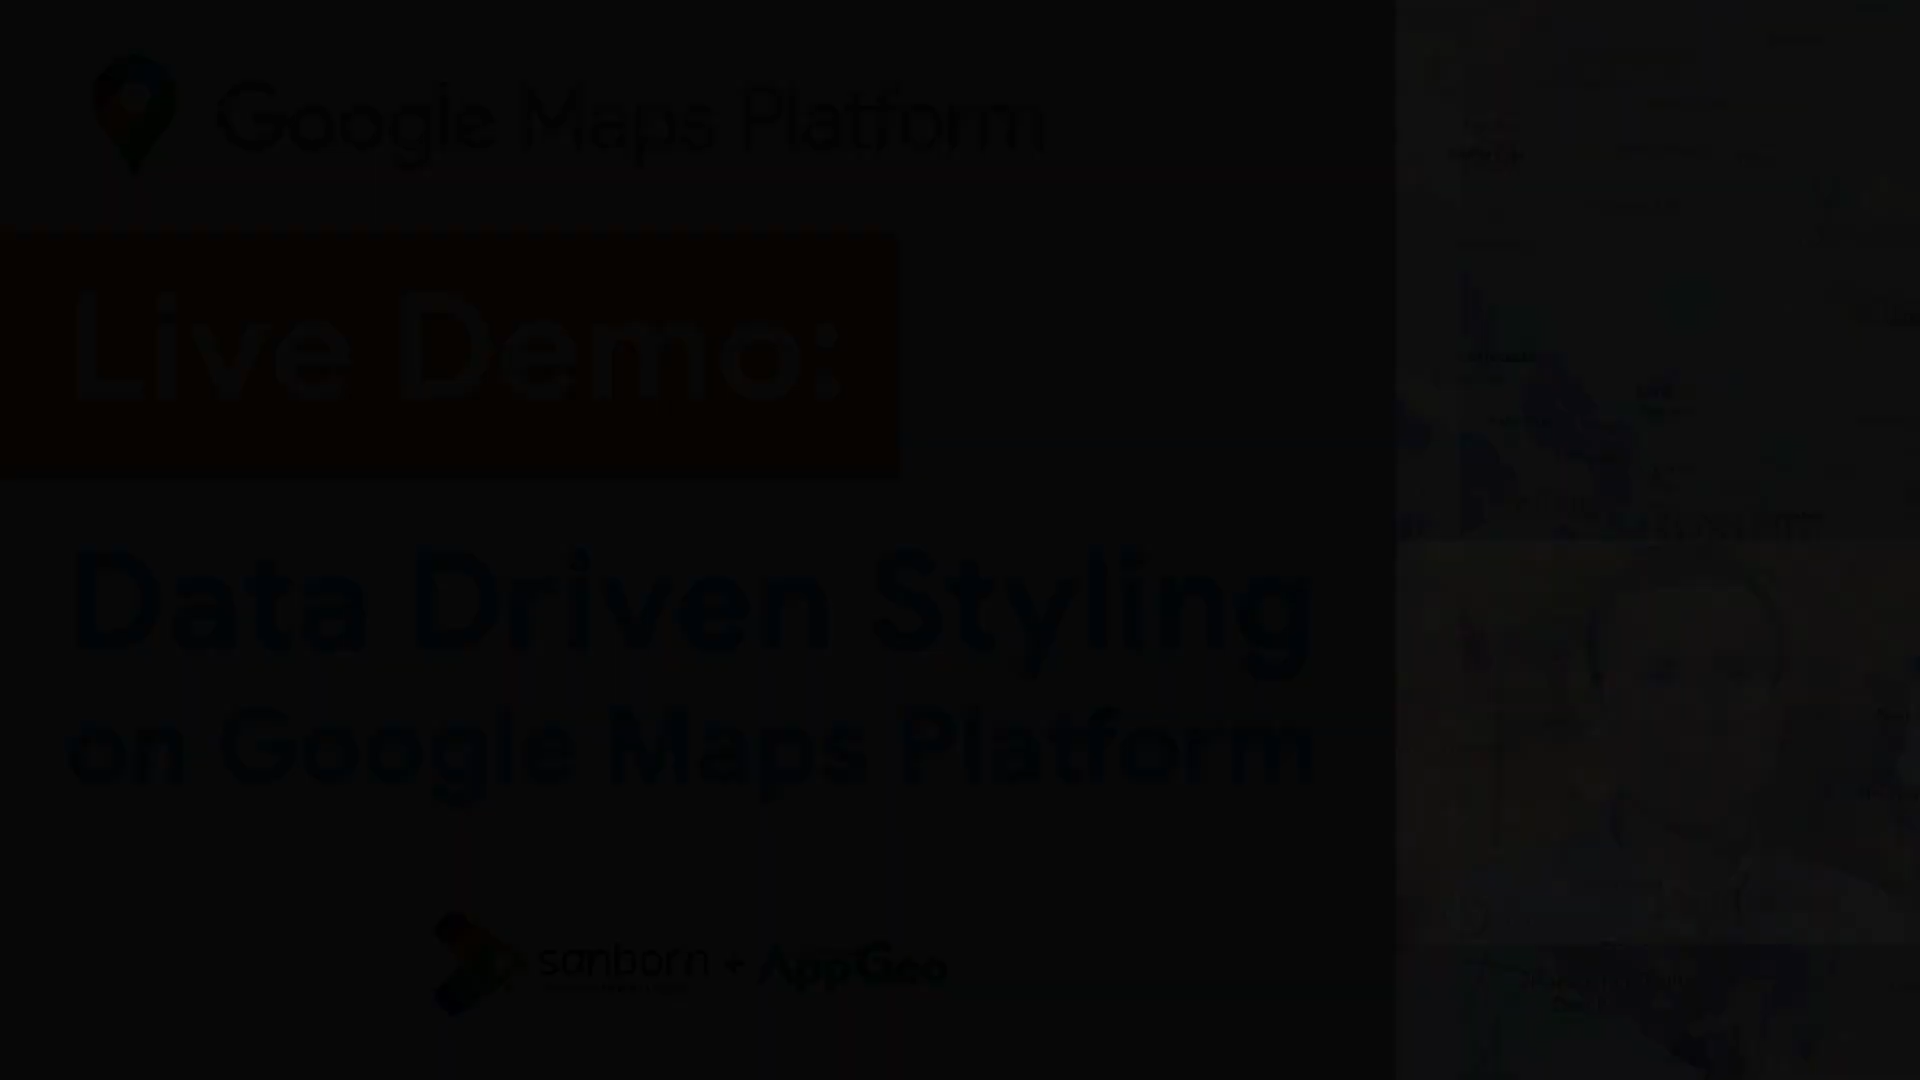 Google Maps Platform
Live Demo:
Data Driven Styling
on Google Maps Platform
sanborn + AppGeo